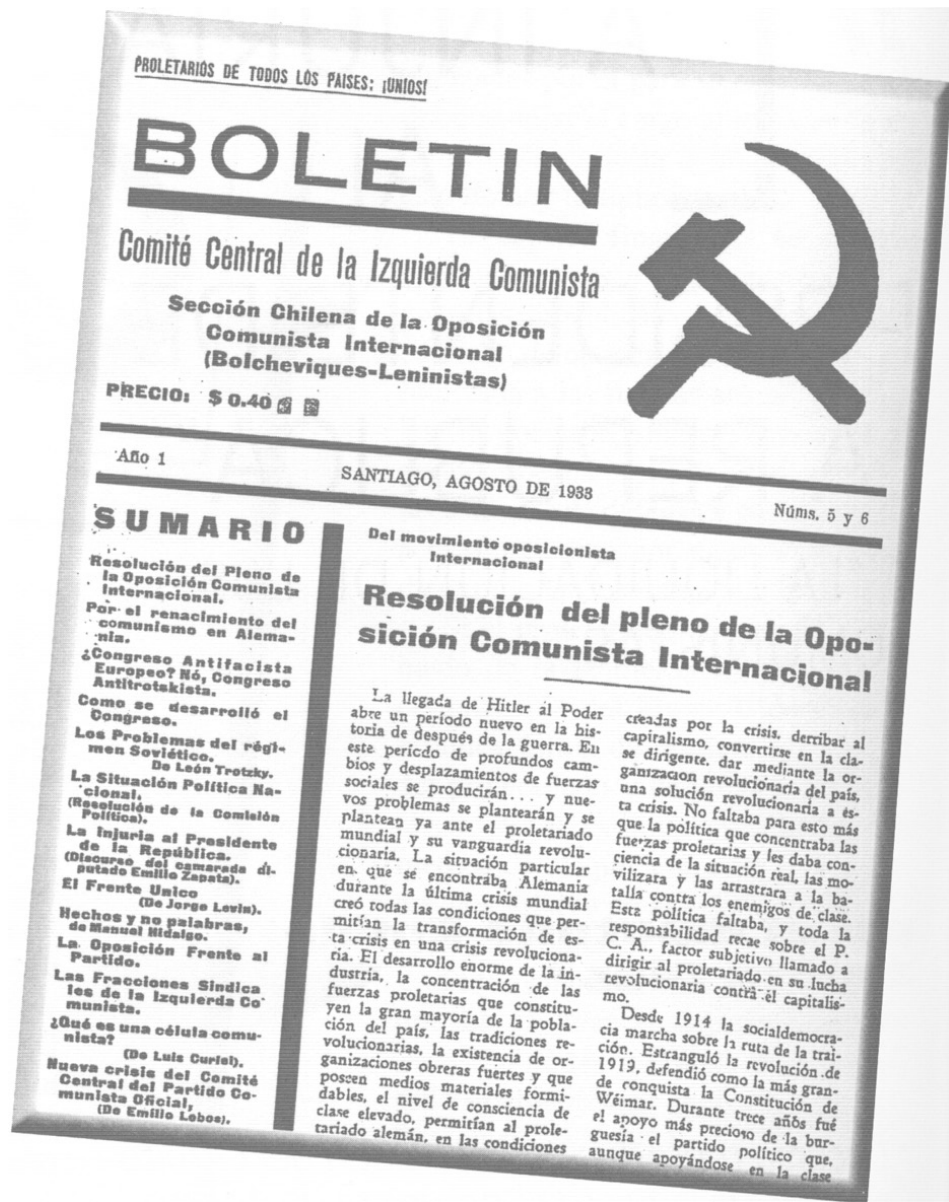 PROLETARIOS DE TODOS LOS PAISES: ¡UNIOS!
BOLETIN
Comité Central de la Izquierda Comunista
Sección Chilena de la Oposición
Comunista Internacional
(Bolcheviques-Leninistas)
PRECIO: $ 0.40
Año 1
SANTIAGO, AGOSTO DE 1933
Núms. 5 y 6
SUMARIO
Resolución del Pleno de
la Oposición Comunista
Internacional.
Por el renacimiento del
comunismo en Alema-
nia.
¿Congreso Antifacista
Europeo? Nó, Congreso
Antitrotskista.
Como se desarrolló el
Congreso.
Los Problemas del régi-
men Soviético.
De León Trotzky.
La Situación Política Na-
cional.
(Resolución de la Comisión
Política).
La Injuria al Presidente
de la República.
(Discurso del camarada di-
putado Emilio Zapata).
El Frente Unico
(De Jorge Levin).
Hechos y no palabras,
de Manuel Hidalgo.
La Oposición Frente al
Partido.
Las Fracciones Sindica
les de la Izquierda Co-
munista.
¿Qué es una célula comu-
nista?
(De Luis Curiel).
Nueva crisis del Comité
Central del Partido Co-
munista Oficial,
(De Emilio Lobos).
Del movimiento oposicionista
Internacional
Resolución del pleno de la Opo-
sición Comunista Internacional
La llegada de Hitler al Poder
abre un período nuevo en la his-
toria de después de la guerra. En
este perícdo de profundos cam-
bios y desplazamientos de fuerzas
sociales se producirán... y nue-
vos problemas se plantearán y se
plantean ya ante el proletariado
mundial y su vanguardia revolu-
cionaria. La situación particular
en que se encontraba Alemania
durante la última crisis mundial
creó todas las condiciones que per-
mitían la transformación de es-
ta crisis en una crisis revoluciona-
ria. El desarrollo enorme de la in-
dustria, la concentración de las
fuerzas proletarias que constitu-
yen la gran mayoría de la pobla-
ción del país, las tradiciones re-
volucionarias, la existencia de or-
ganizaciones obreras fuertes y que
poseen medios materiales formi-
dables, el nivel de consciencia de
clase elevado, permitían al prole-
tariado alemán, en las condiciones
creadas por la crisis, derribar al
capitalismo, convertirse en la cla-
se dirigente, dar mediante la or-
ganizacion revolucionaria del país,
una solución revolucionaria a és-
ta crisis. No faltaba para esto más
que la política que concentraba las
fuerzas proletarias y les daba con-
ciencia de la situación real, las mo-
vilizara y las arrastrara a la ba-
talla contra los enemigos de clase.
Esta política faltaba, y toda la
responsabilidad recae sobre el P.
C. A., factor subjetivo llamado a
dirigir al proletariado en su lucha
revolucionaria contra el capitalis-
mo.
Desde 1914 la socialdemocra-
cia marcha sobre la ruta de la trai-
ción. Estranguló la revolución de
1919, defendió como la más gran-
de conquista la Constitución de
Wéimar. Durante trece años fué
el apoyo más precioso de la bur-
guesía el partido político que,
aunque apoyándose en la clase